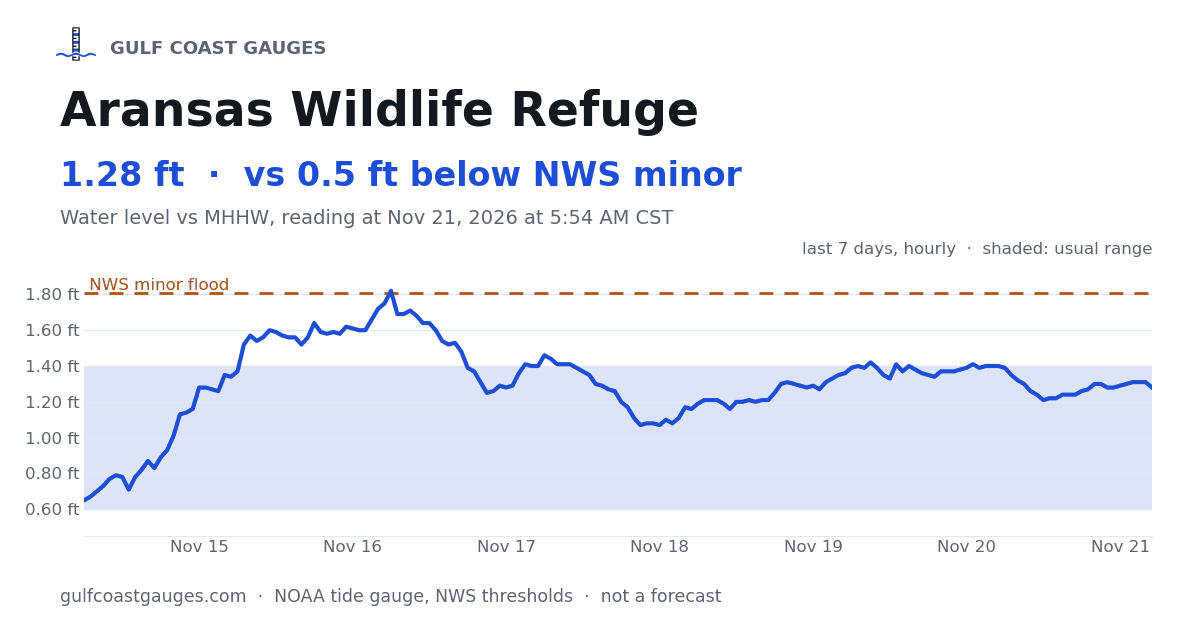 GULF COAST GAUGES
Aransas Wildlife Refuge
1.28 ft · vs 0.5 ft below NWS minor
Water level vs MHHW, reading at Nov 21, 2026 at 5:54 AM CST
last 7 days, hourly · shaded: usual range
NWS minor flood
1.80 ft
1.60 ft
1.40 ft
1.20 ft
1.00 ft
0.80 ft
0.60 ft
Nov 15 Nov 16 Nov 17 Nov 18 Nov 19 Nov 20 Nov 21
gulfcoastgauges.com · NOAA tide gauge, NWS thresholds · not a forecast